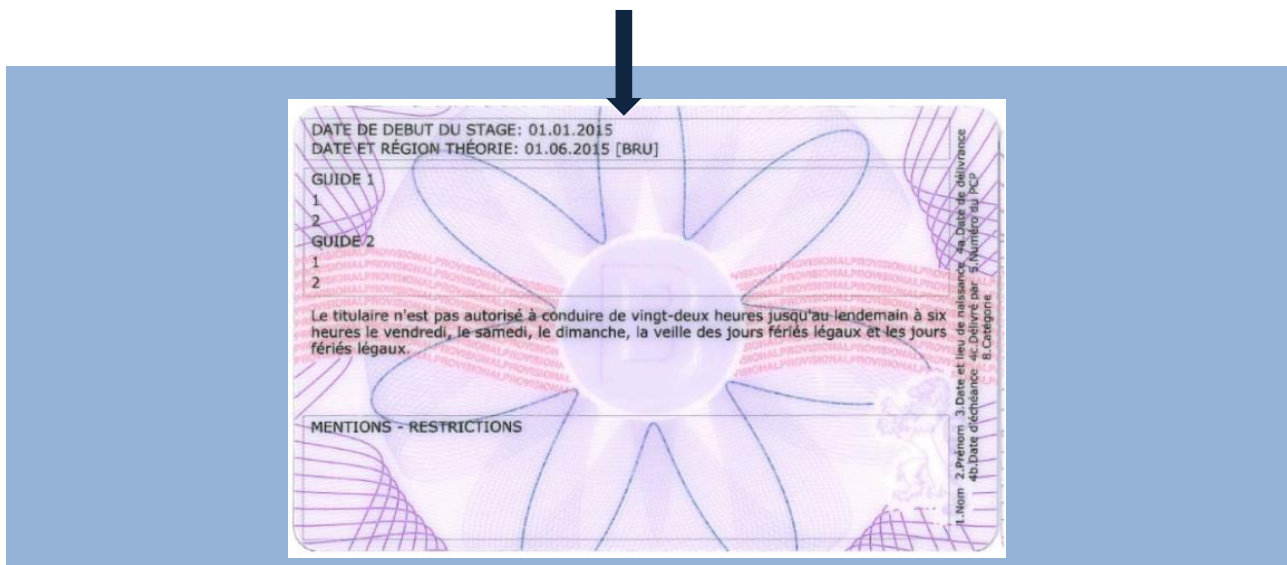 DATE DE DEBUT DU STAGE: 01.01.2015
DATE ET RÉGION THÉORIE: 01.06.2015 [BRU]
GUIDE 1
1
2
GUIDE 2
1
2
Le titulaire n'est pas autorisé à conduire de vingt-deux heures jusqu'au lendemain à six
heures le vendredi, le samedi, le dimanche, la veille des jours fériés légaux et les jours
fériés légaux.
MENTIONS - RESTRICTIONS
1.Nom 2.Prénom 3.Date et lieu de naissance 4a.Date de délivrance
4b.Date d'échéance 4c.Délivré par 5.Numéro du PCP
8.Catégorie